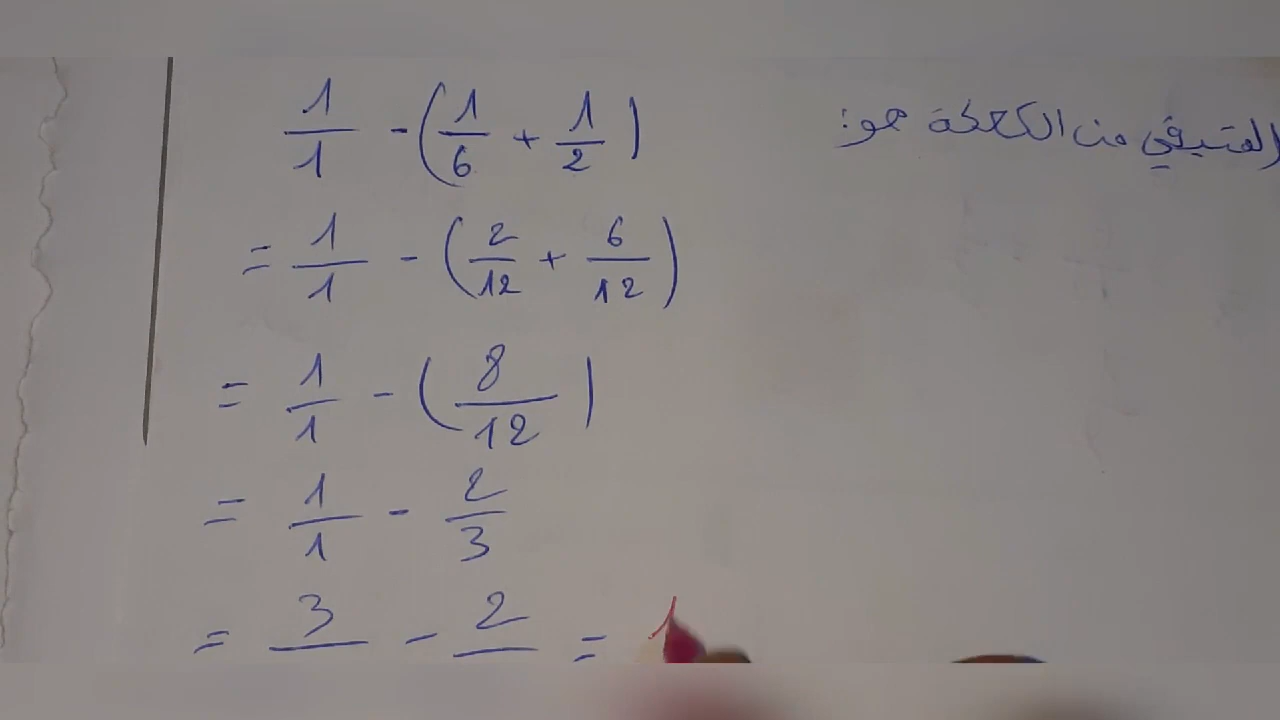 المتبقي من الكعكة هو:
1/1 - (1/6 + 1/2)
= 1/1 - (2/12 + 6/12)
= 1/1 - (8/12)
= 1/1 - 2/3
= 3/ - 2/ =